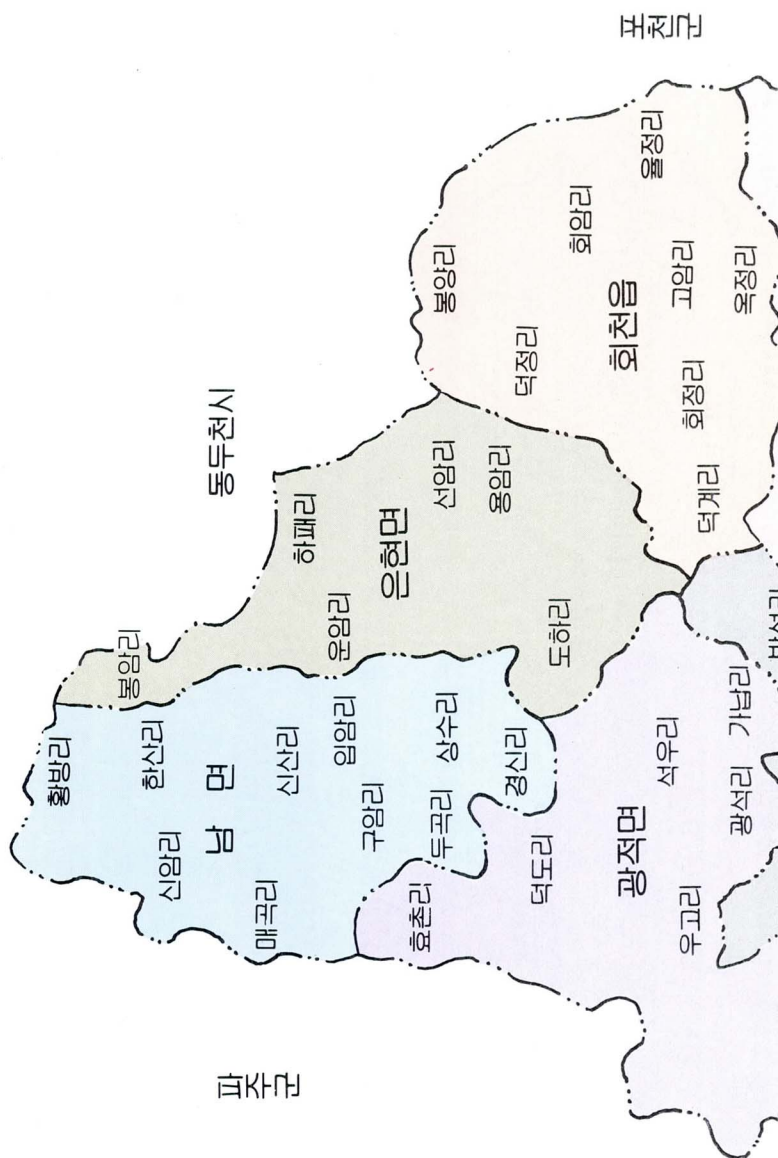 포천군
동두천시
파주군
남면
황방리
한산리
신암리
신산리
매곡리
입암리
구암리
상수리
두곡리
경신리
은현면
봉암리
하패리
운암리
선암리
용암리
도하리
회천읍
봉양리
덕정리
회암리
율정리
고암리
옥정리
회정리
덕계리
광적면
효촌리
덕도리
석우리
우고리
광석리
가납리